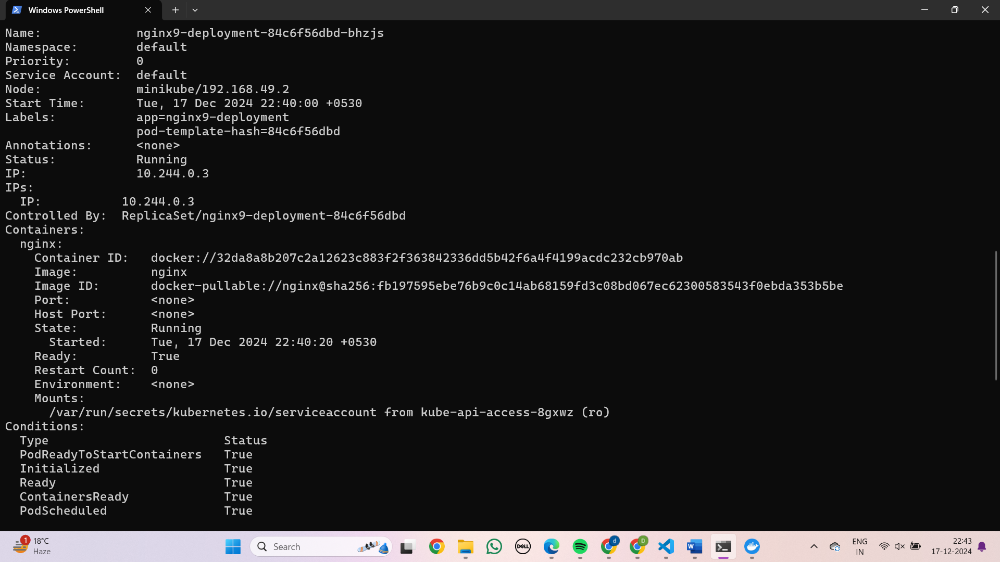 Windows PowerShell
Name:             nginx9-deployment-84c6f56dbd-bhzjs
Namespace:        default
Priority:         0
Service Account:  default
Node:             minikube/192.168.49.2
Start Time:       Tue, 17 Dec 2024 22:40:00 +0530
Labels:           app=nginx9-deployment
                  pod-template-hash=84c6f56dbd
Annotations:      <none>
Status:           Running
IP:               10.244.0.3
IPs:
  IP:           10.244.0.3
Controlled By:  ReplicaSet/nginx9-deployment-84c6f56dbd
Containers:
  nginx:
    Container ID:   docker://32da8a8b207c2a12623c883f2f363842336dd5b42f6a4f4199acdc232cb970ab
    Image:          nginx
    Image ID:       docker-pullable://nginx@sha256:fb197595ebe76b9c0c14ab68159fd3c08bd067ec62300583543f0ebda353b5be
    Port:           <none>
    Host Port:      <none>
    State:          Running
      Started:      Tue, 17 Dec 2024 22:40:20 +0530
    Ready:          True
    Restart Count:  0
    Environment:    <none>
    Mounts:
      /var/run/secrets/kubernetes.io/serviceaccount from kube-api-access-8gxwz (ro)
Conditions:
  Type                        Status
  PodReadyToStartContainers   True
  Initialized                 True
  Ready                       True
  ContainersReady             True
  PodScheduled                True
1
18°C
Haze
Search
DELL
d
D
W
ENG
IN
22:43
17-12-2024